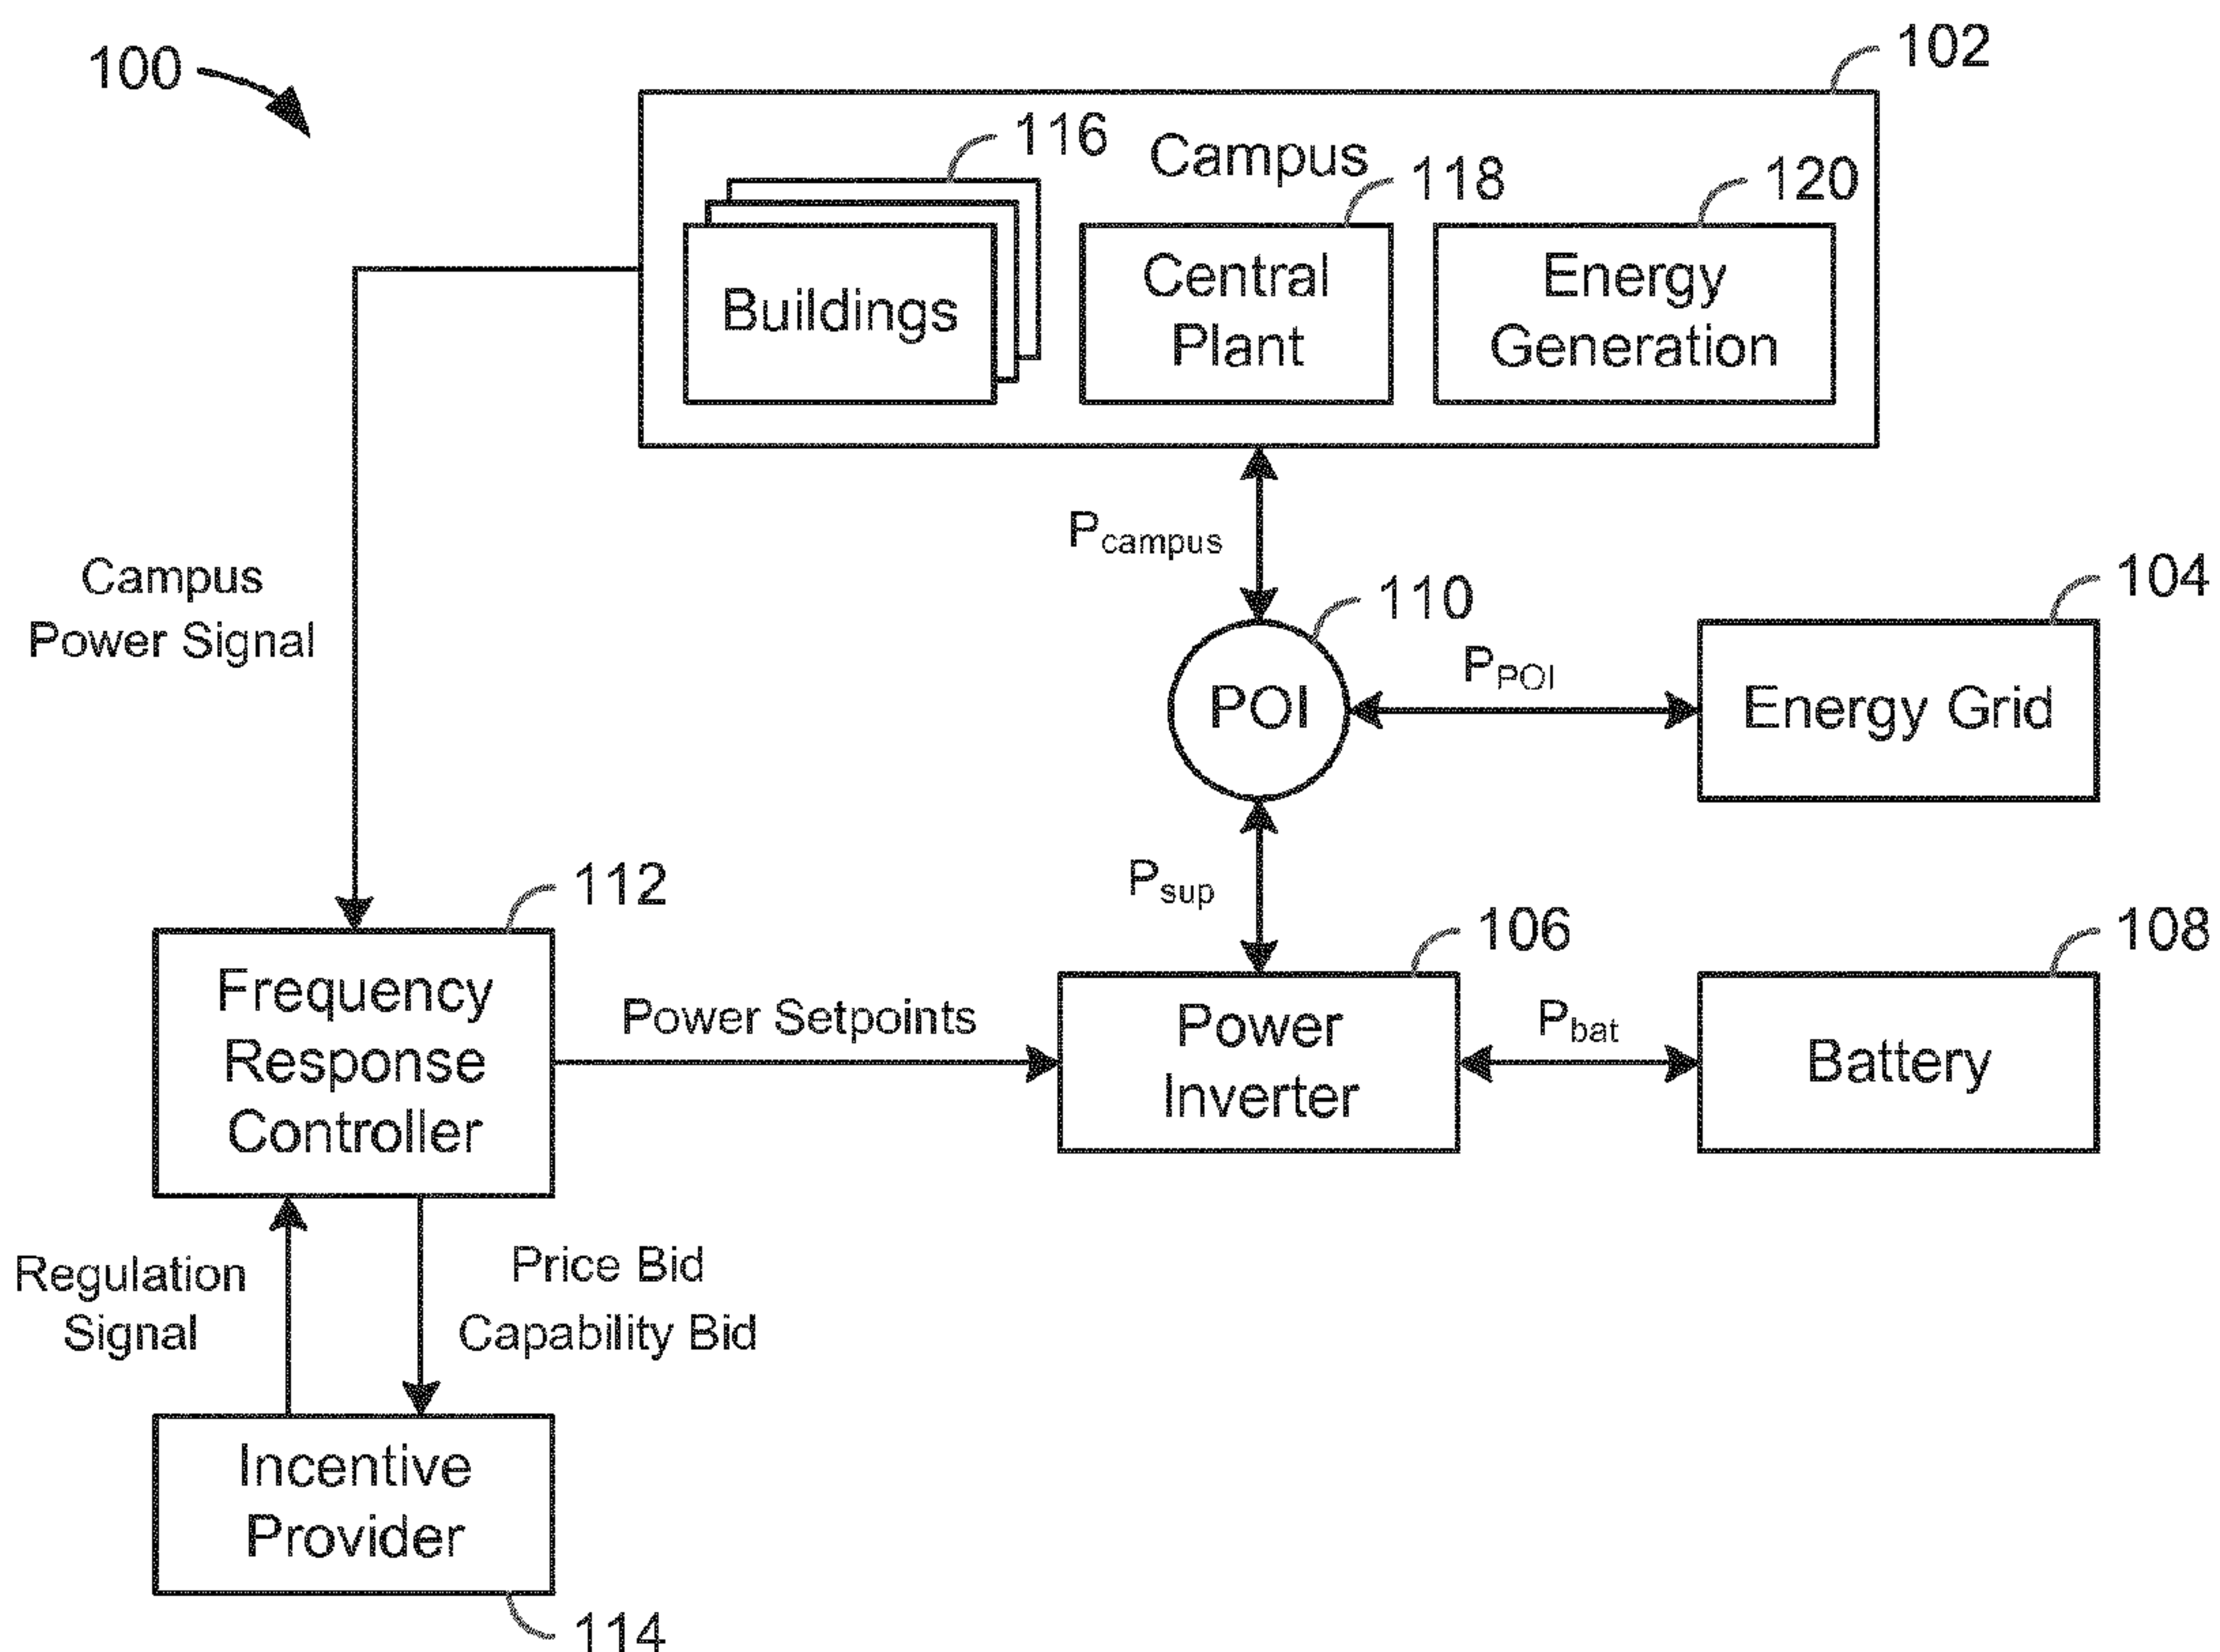 100
102
116
Campus
118
120
Buildings
Central
Plant
Energy
Generation
Pcampus
Campus
Power Signal
110
104
POI
PPOI
Energy Grid
112
Psup
106
108
Frequency
Response
Controller
Power Setpoints
Power
Inverter
Pbat
Battery
Regulation
Signal
Price Bid
Capability Bid
Incentive
Provider
114